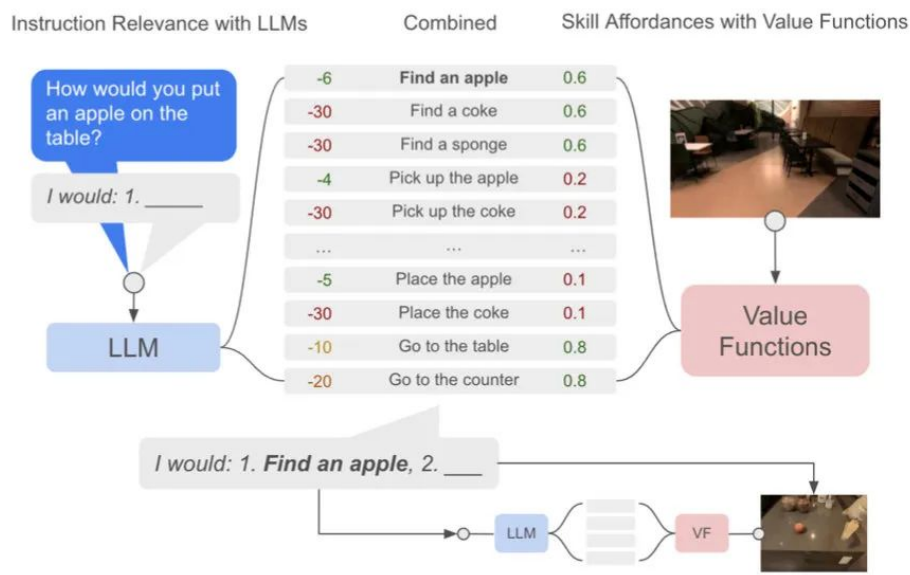 Instruction Relevance with LLMs
Combined
Skill Affordances with Value Functions
How would you put
an apple on the
table?
I would: 1. _____
LLM
-6 Find an apple 0.6
-30 Find a coke 0.6
-30 Find a sponge 0.6
-4 Pick up the apple 0.2
-30 Pick up the coke 0.2
... ... ...
-5 Place the apple 0.1
-30 Place the coke 0.1
-10 Go to the table 0.8
-20 Go to the counter 0.8
Value
Functions
I would: 1. Find an apple, 2. ___
LLM
VF